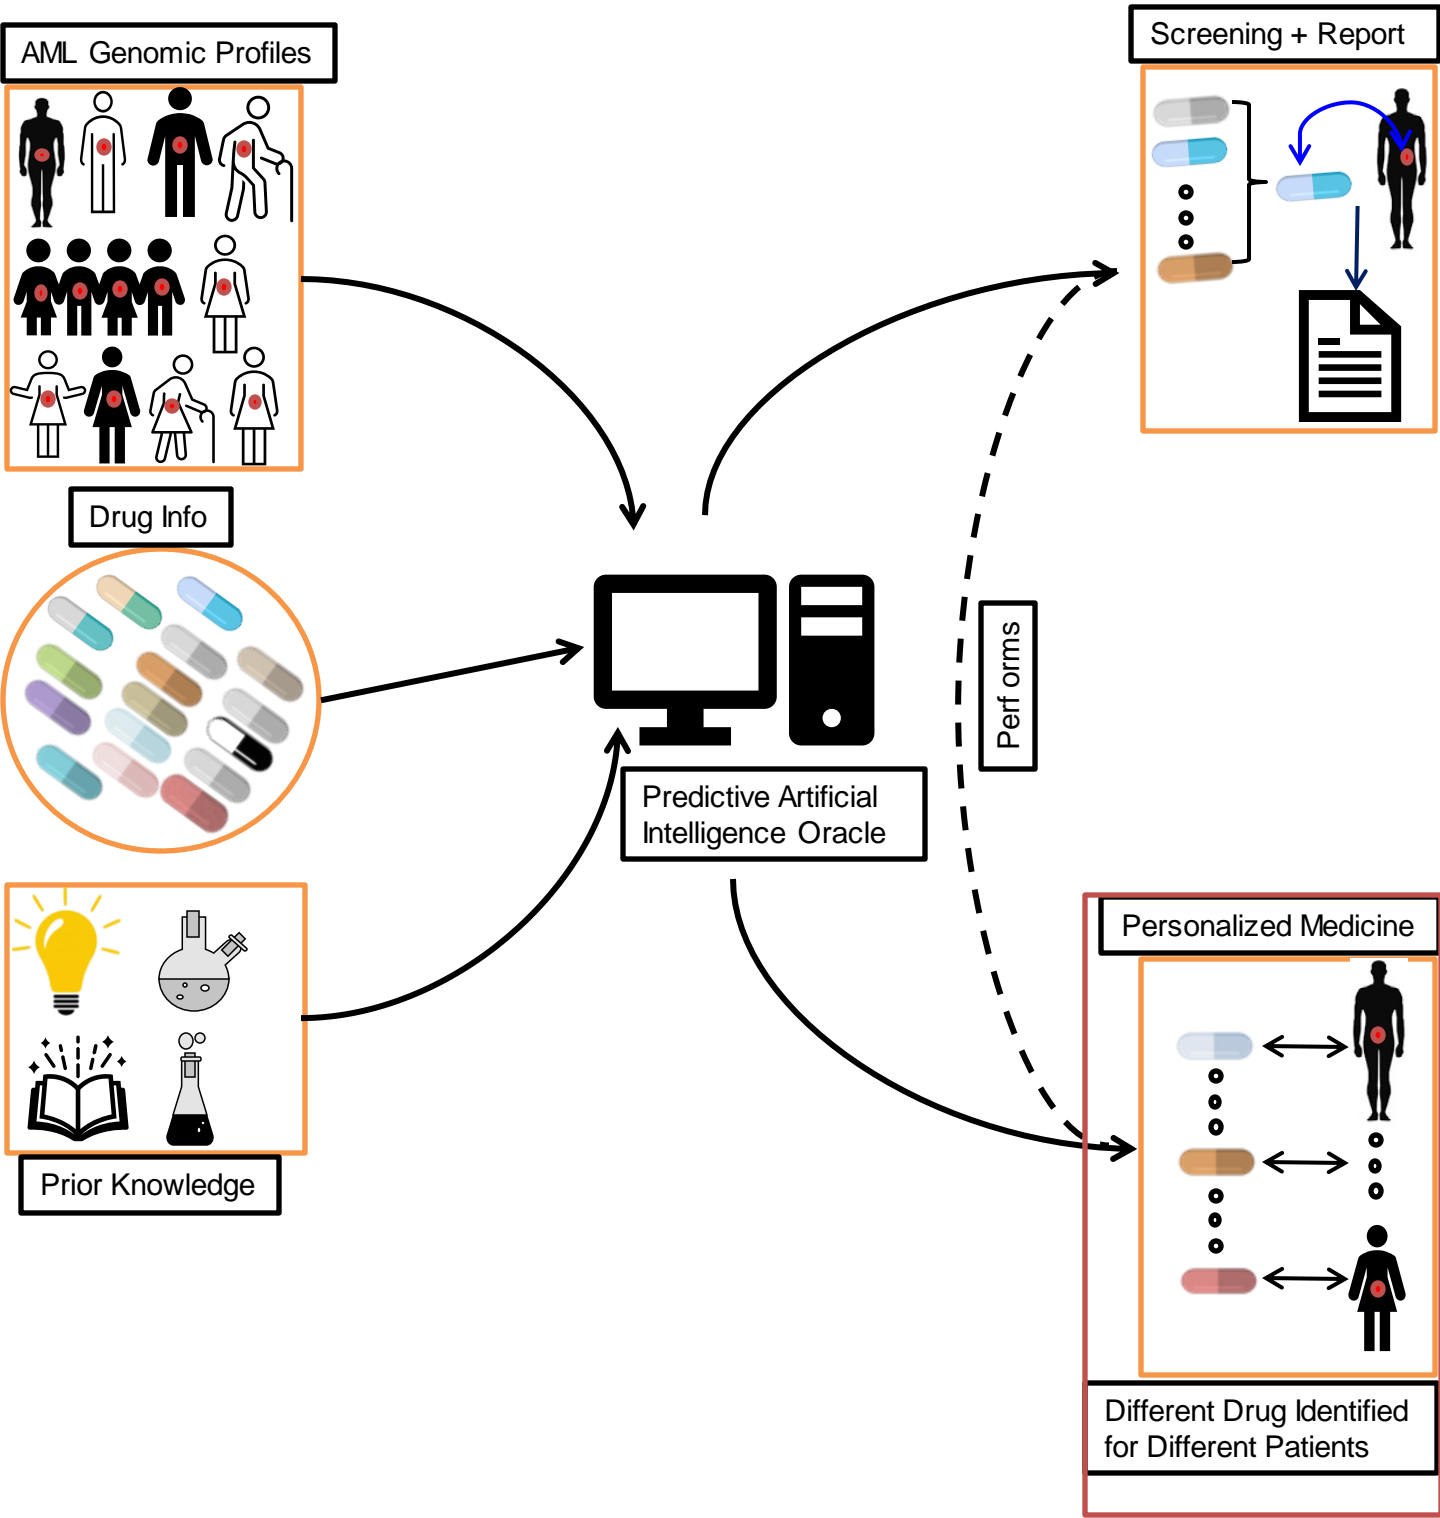 AML Genomic Profiles
Screening + Report
Drug Info
Perf orms
Predictive Artificial
Intelligence Oracle
Personalized Medicine
Prior Knowledge
Different Drug Identified
for Different Patients